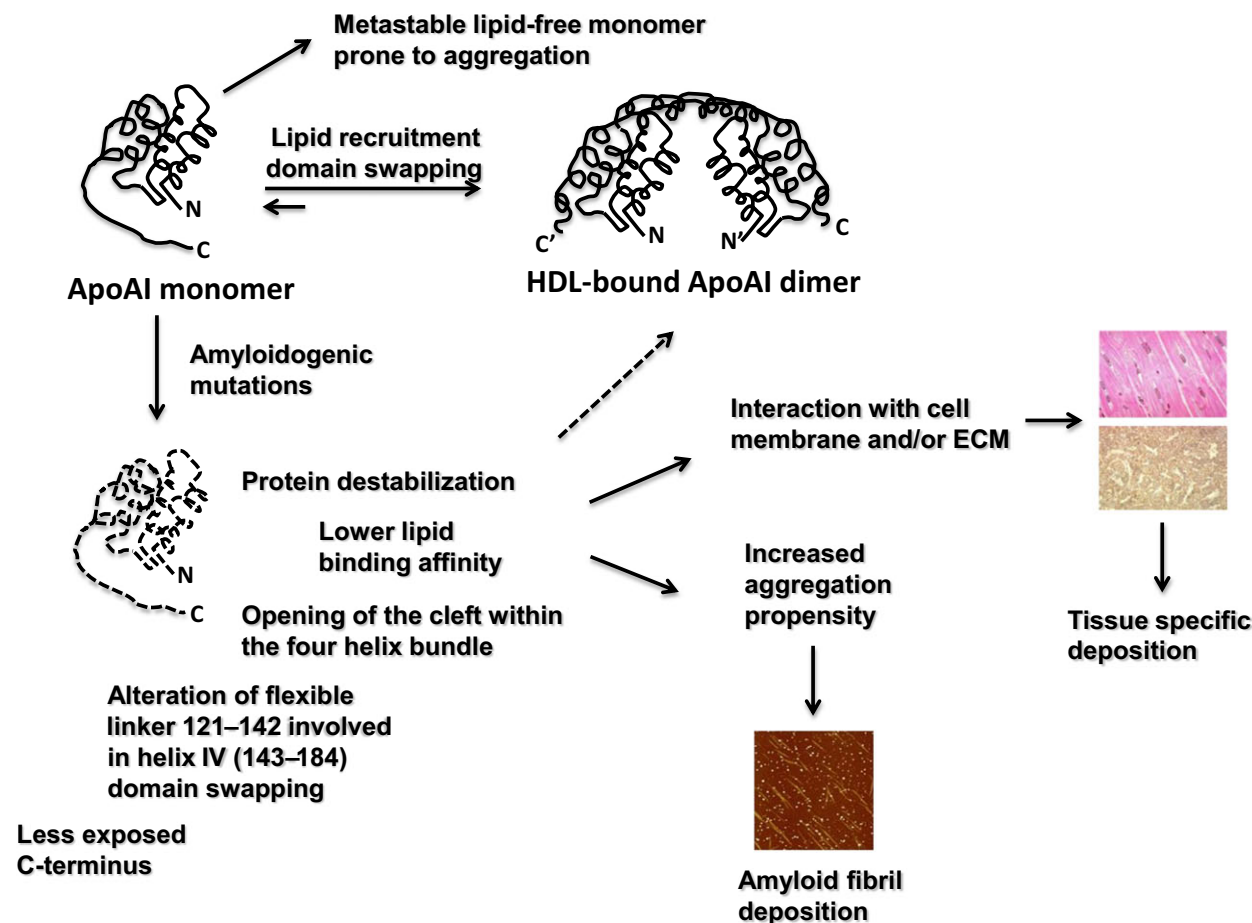 Metastable lipid-free monomer
prone to aggregation
Lipid recruitment
domain swapping
N
C
C’
N
N’
C
ApoAI monomer
HDL-bound ApoAI dimer
Amyloidogenic
mutations
Interaction with cell
membrane and/or ECM
Protein destabilization
Lower lipid
binding affinity
N
C
Opening of the cleft within
the four helix bundle
Increased
aggregation
propensity
Tissue specific
deposition
Alteration of flexible
linker 121–142 involved
in helix IV (143–184)
domain swapping
Less exposed
C-terminus
Amyloid fibril
deposition